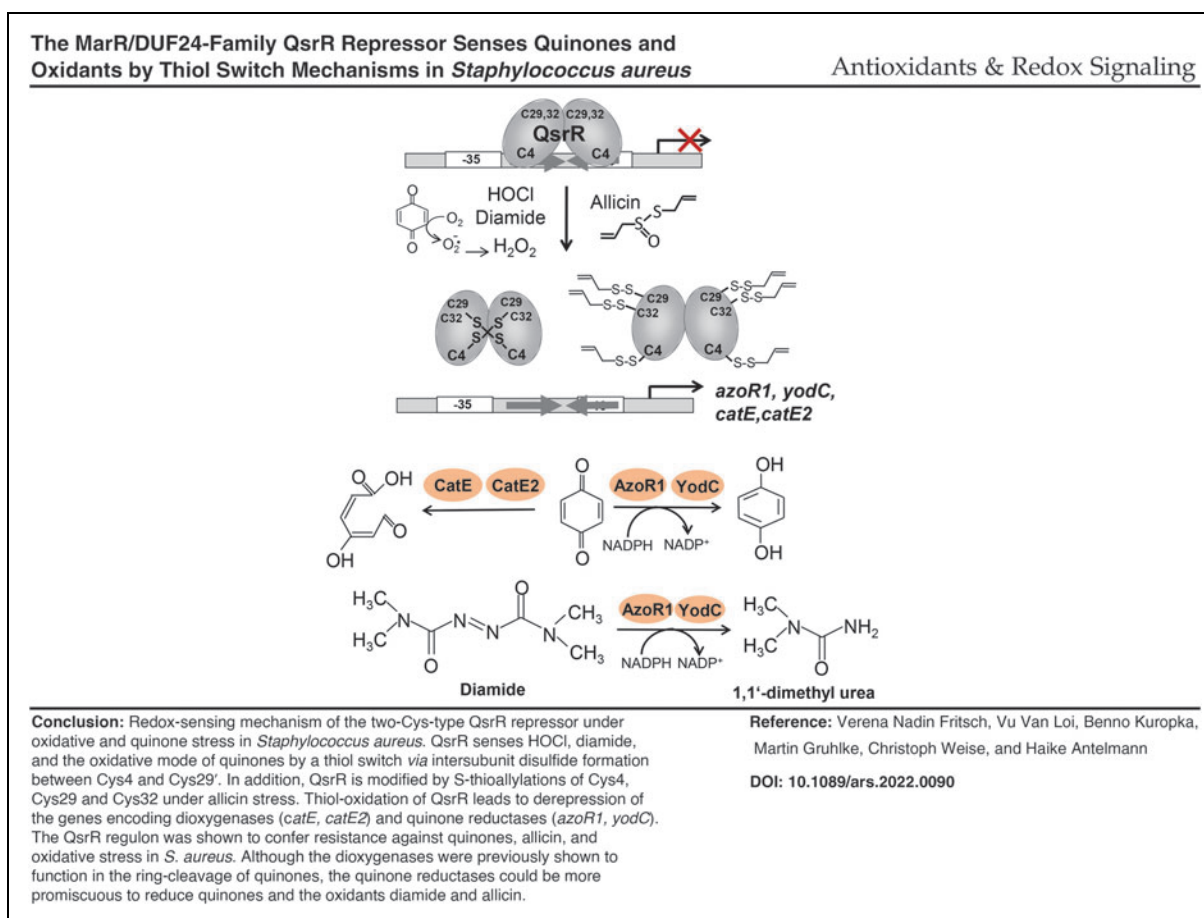 The MarR/DUF24-Family QsrR Repressor Senses Quinones and
Oxidants by Thiol Switch Mechanisms in Staphylococcus aureus
Antioxidants & Redox Signaling
C29,32 C29,32
QsrR
C4 C4
-35
HOCl
Diamide
Allicin
O
O
O₂
O₂⁻
H₂O₂
S
S
O
C29 C29
C32 C32
S S
S S
C4 C4
S-S C29 C29 S-S
S-S C32 C32 S-S
S-S C4 C4 S-S
-35
azoR1, yodC,
catE,catE2
O OH
O
OH
CatE CatE2
O
O
AzoR1 YodC
NADPH NADP⁺
OH
OH
H₃C O CH₃
N N=N N
H₃C O CH₃
AzoR1 YodC
NADPH NADP⁺
H₃C
N NH₂
H₃C O
Diamide
1,1'-dimethyl urea
Conclusion: Redox-sensing mechanism of the two-Cys-type QsrR repressor under
oxidative and quinone stress in Staphylococcus aureus. QsrR senses HOCl, diamide,
and the oxidative mode of quinones by a thiol switch via intersubunit disulfide formation
between Cys4 and Cys29′. In addition, QsrR is modified by S-thioallylations of Cys4,
Cys29 and Cys32 under allicin stress. Thiol-oxidation of QsrR leads to derepression of
the genes encoding dioxygenases (catE, catE2) and quinone reductases (azoR1, yodC).
The QsrR regulon was shown to confer resistance against quinones, allicin, and
oxidative stress in S. aureus. Although the dioxygenases were previously shown to
function in the ring-cleavage of quinones, the quinone reductases could be more
promiscuous to reduce quinones and the oxidants diamide and allicin.
Reference: Verena Nadin Fritsch, Vu Van Loi, Benno Kuropka,
Martin Gruhlke, Christoph Weise, and Haike Antelmann
DOI: 10.1089/ars.2022.0090